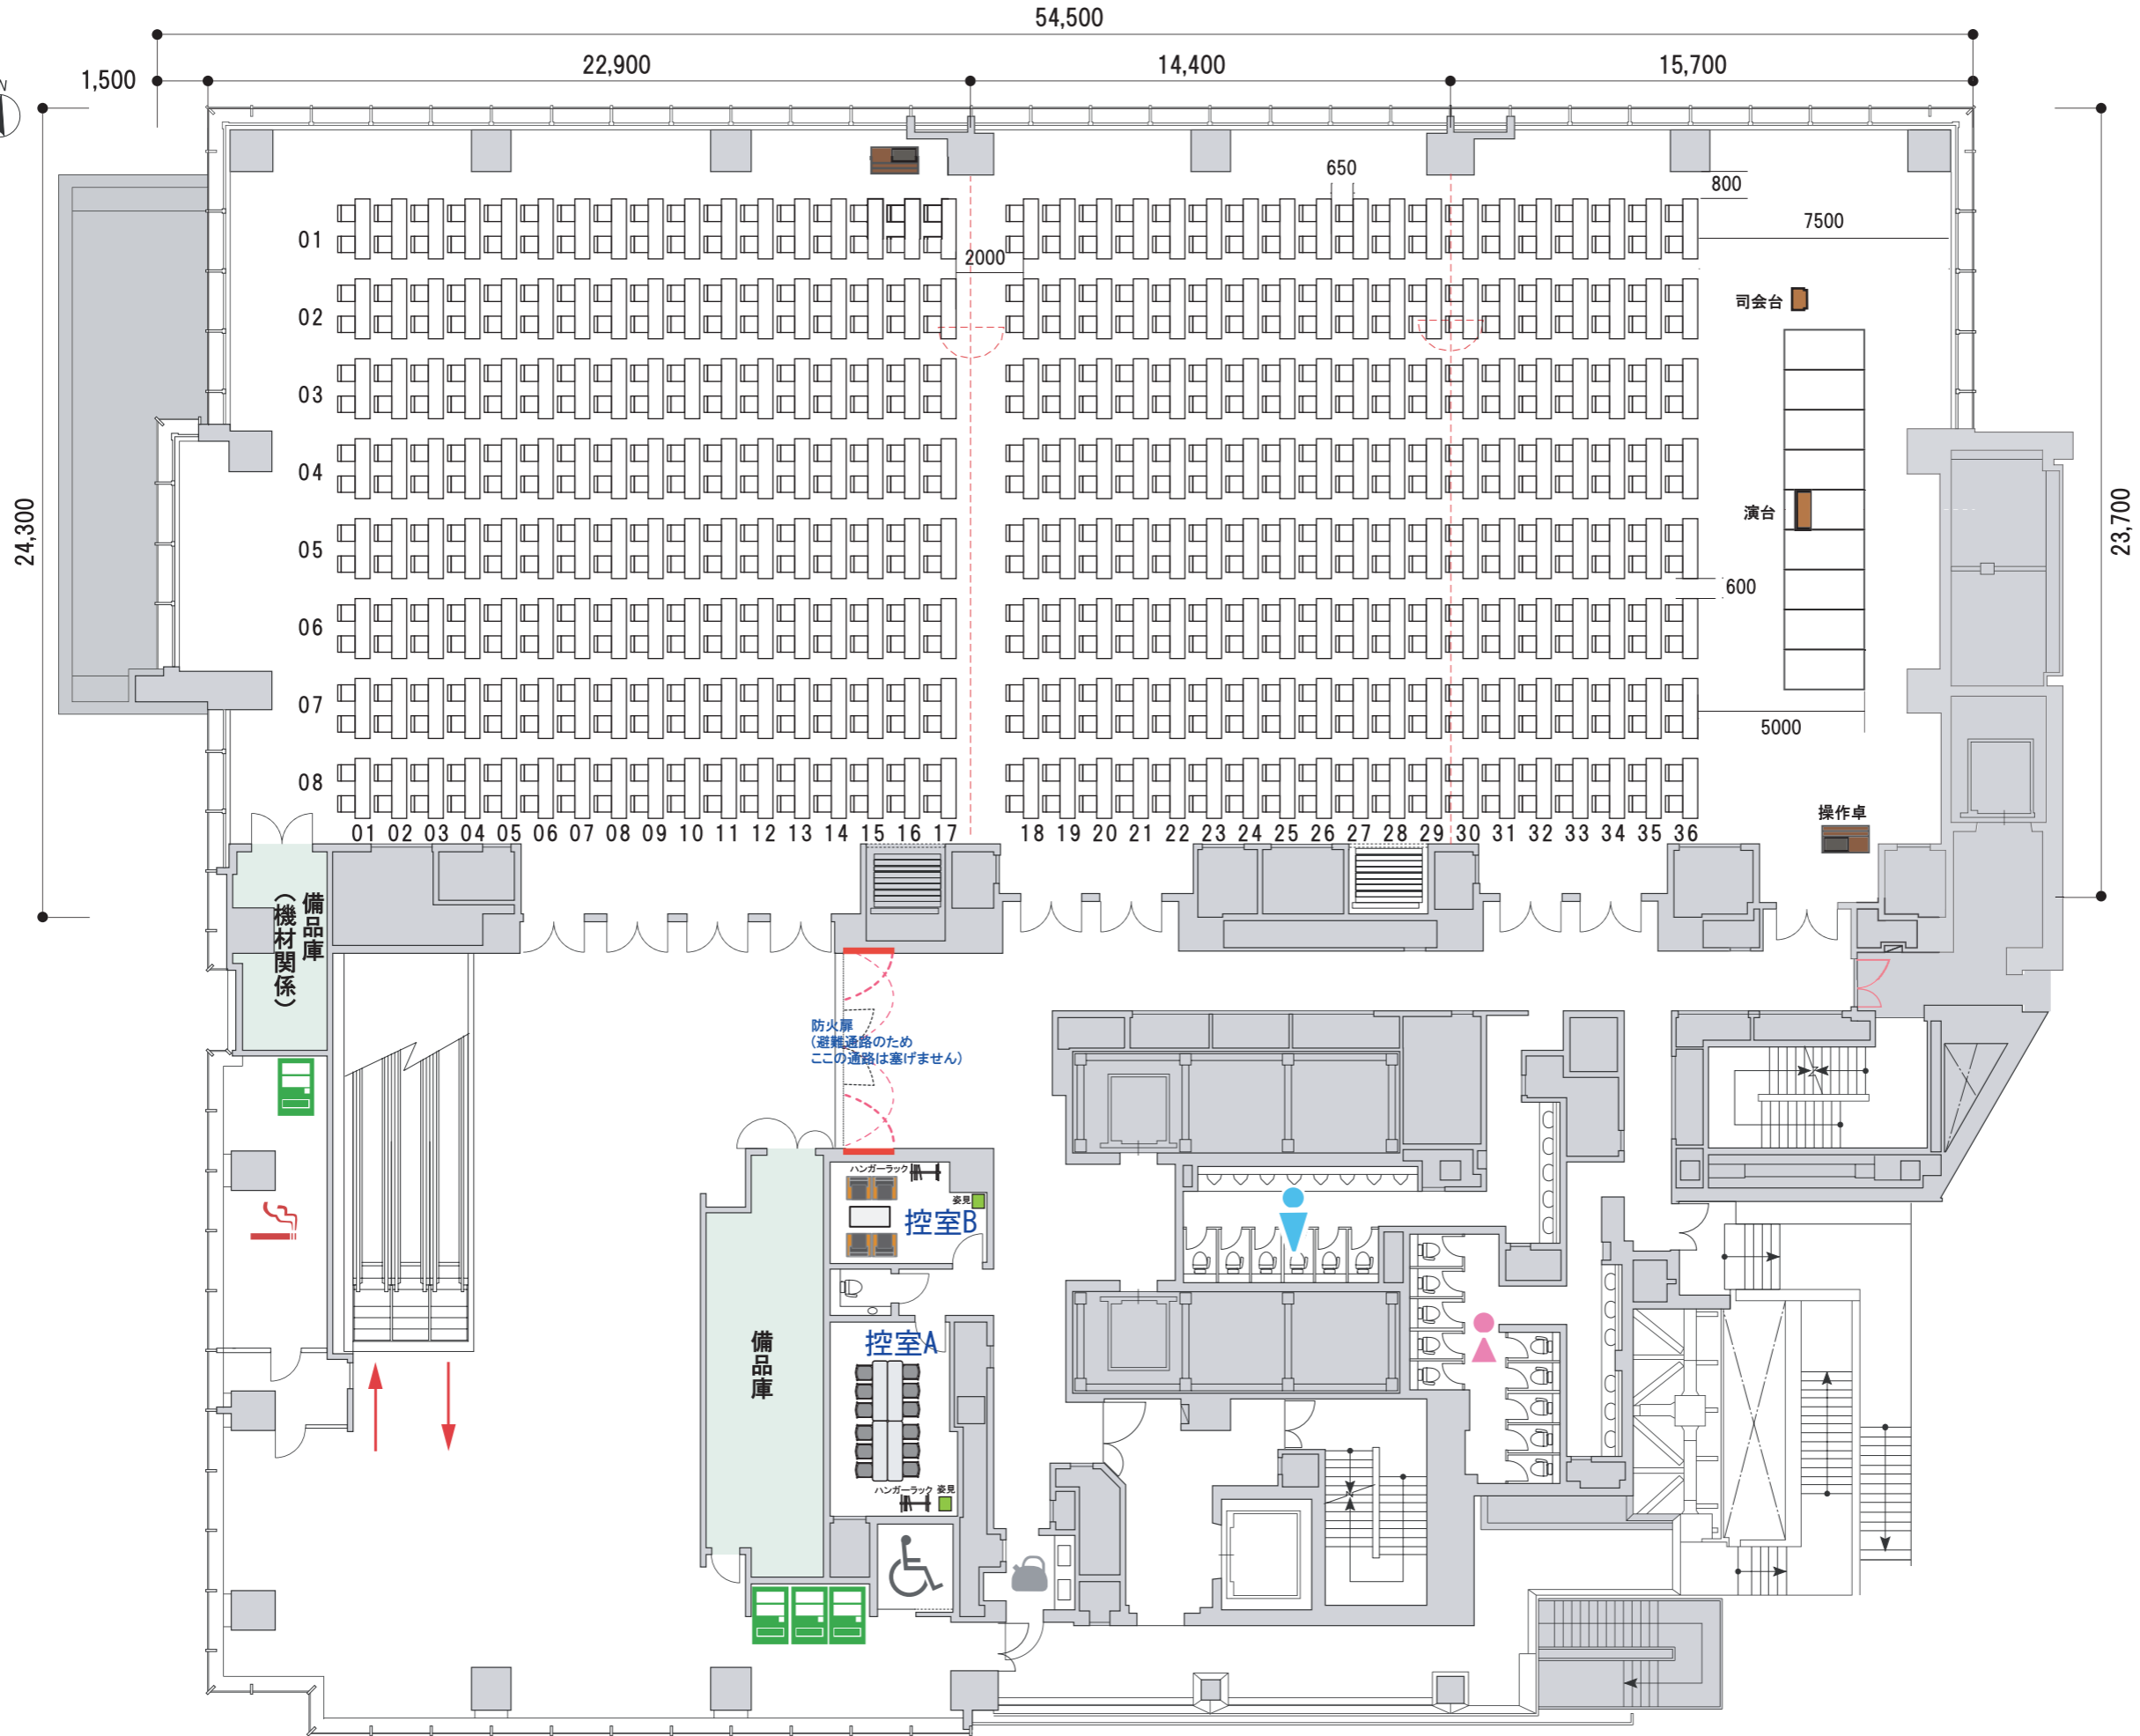 54,500
1,500
22,900
14,400
15,700
N
24,300
23,700
650
800
7500
2000
司会台
演台
600
5000
操作卓
01
02
03
04
05
06
07
08
01 02 03 04 05 06 07 08 09 10 11 12 13 14 15 16 17 18 19 20 21 22 23 24 25 26 27 28 29 30 31 32 33 34 35 36
備品庫
（機材関係）
防火扉
（避難通路のため
ここの通路は塞げません）
ハンガーラック
姿見
控室B
控室A
備品庫
ハンガーラック 姿見